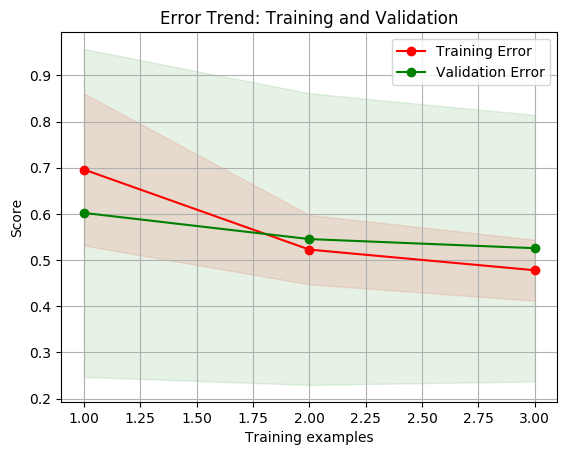 Error Trend: Training and Validation
Training Error
Validation Error
0.9
0.8
0.7
0.6
0.5
0.4
0.3
0.2
Score
1.00 1.25 1.50 1.75 2.00 2.25 2.50 2.75 3.00
Training examples